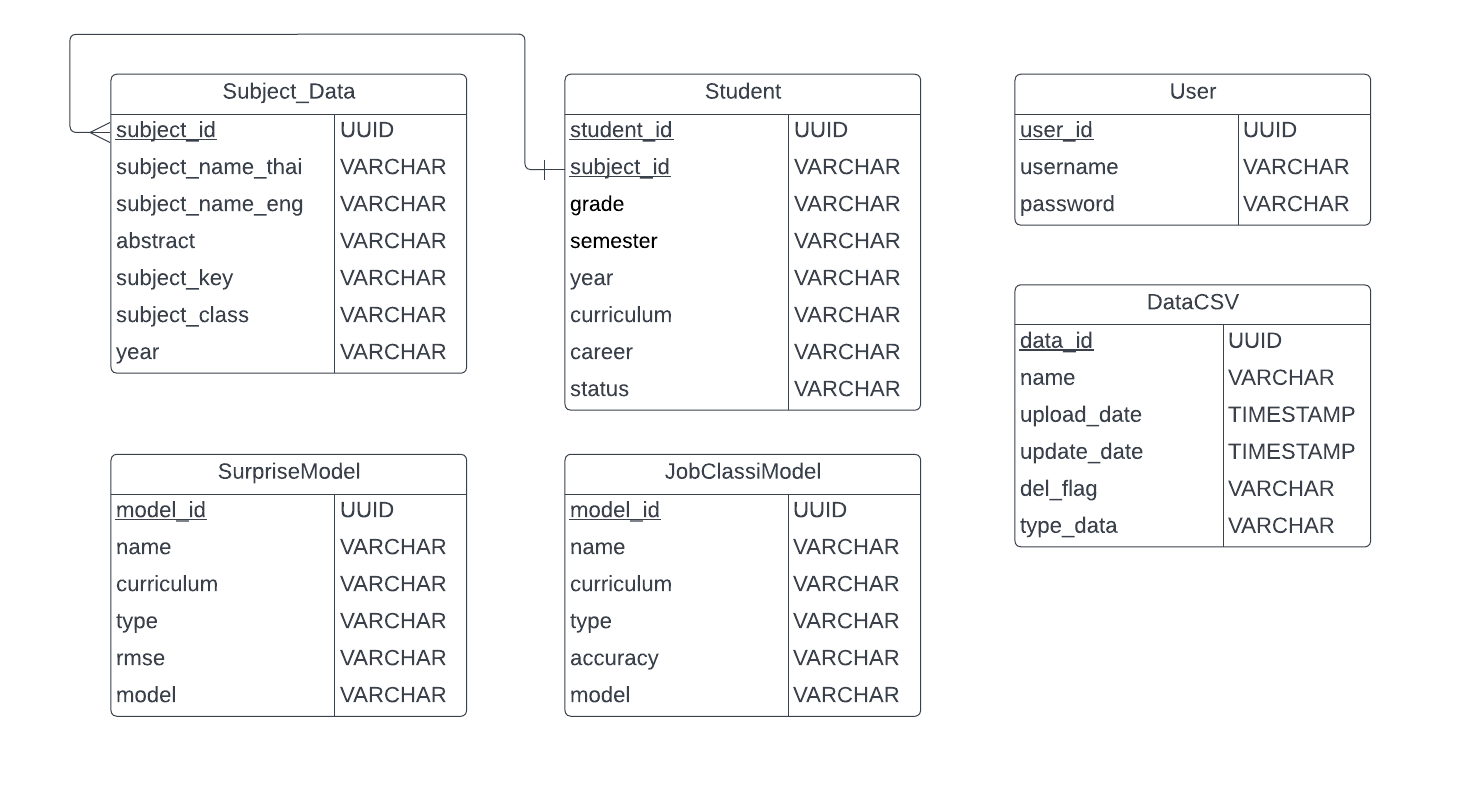 Subject_Data
subject_id UUID
subject_name_thai VARCHAR
subject_name_eng VARCHAR
abstract VARCHAR
subject_key VARCHAR
subject_class VARCHAR
year VARCHAR
Student
student_id UUID
subject_id VARCHAR
grade VARCHAR
semester VARCHAR
year VARCHAR
curriculum VARCHAR
career VARCHAR
status VARCHAR
User
user_id UUID
username VARCHAR
password VARCHAR
DataCSV
data_id UUID
name VARCHAR
upload_date TIMESTAMP
update_date TIMESTAMP
del_flag VARCHAR
type_data VARCHAR
SurpriseModel
model_id UUID
name VARCHAR
curriculum VARCHAR
type VARCHAR
rmse VARCHAR
model VARCHAR
JobClassiModel
model_id UUID
name VARCHAR
curriculum VARCHAR
type VARCHAR
accuracy VARCHAR
model VARCHAR